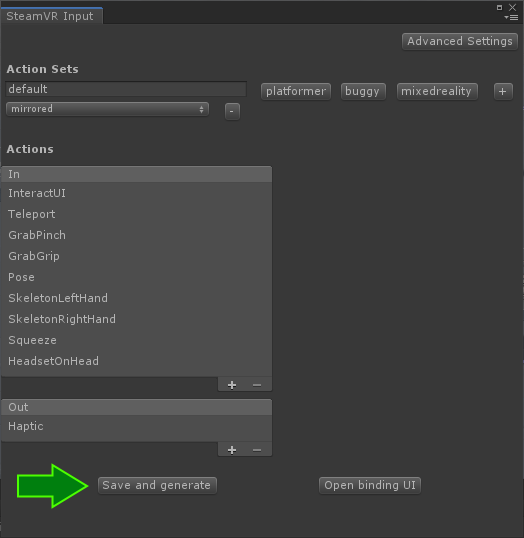 SteamVR Input
Advanced Settings
Action Sets
default platformer buggy mixedreality +
mirrored -
Actions
In
InteractUI
Teleport
GrabPinch
GrabGrip
Pose
SkeletonLeftHand
SkeletonRightHand
Squeeze
HeadsetOnHead
+ −
Out
Haptic
+ −
Save and generate Open binding UI